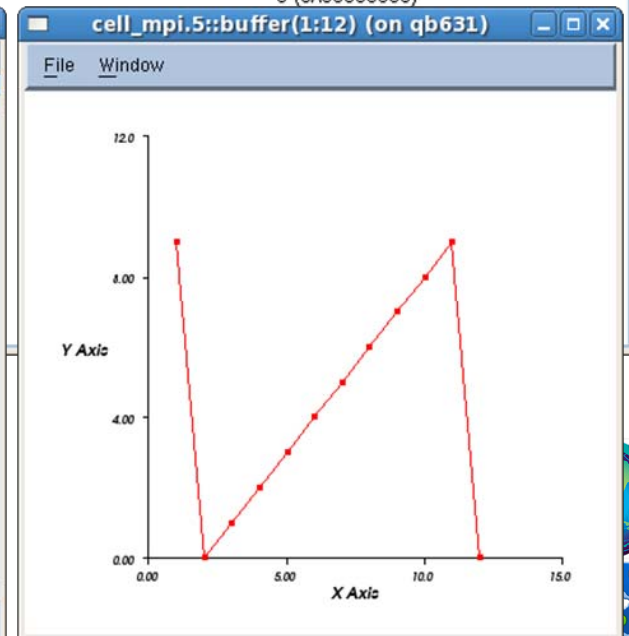 cell_mpi.5::buffer(1:12) (on qb631)
File Window
12.0
8.00
Y Axis
4.00
0.00
0.00 5.00 10.0 15.0
X Axis